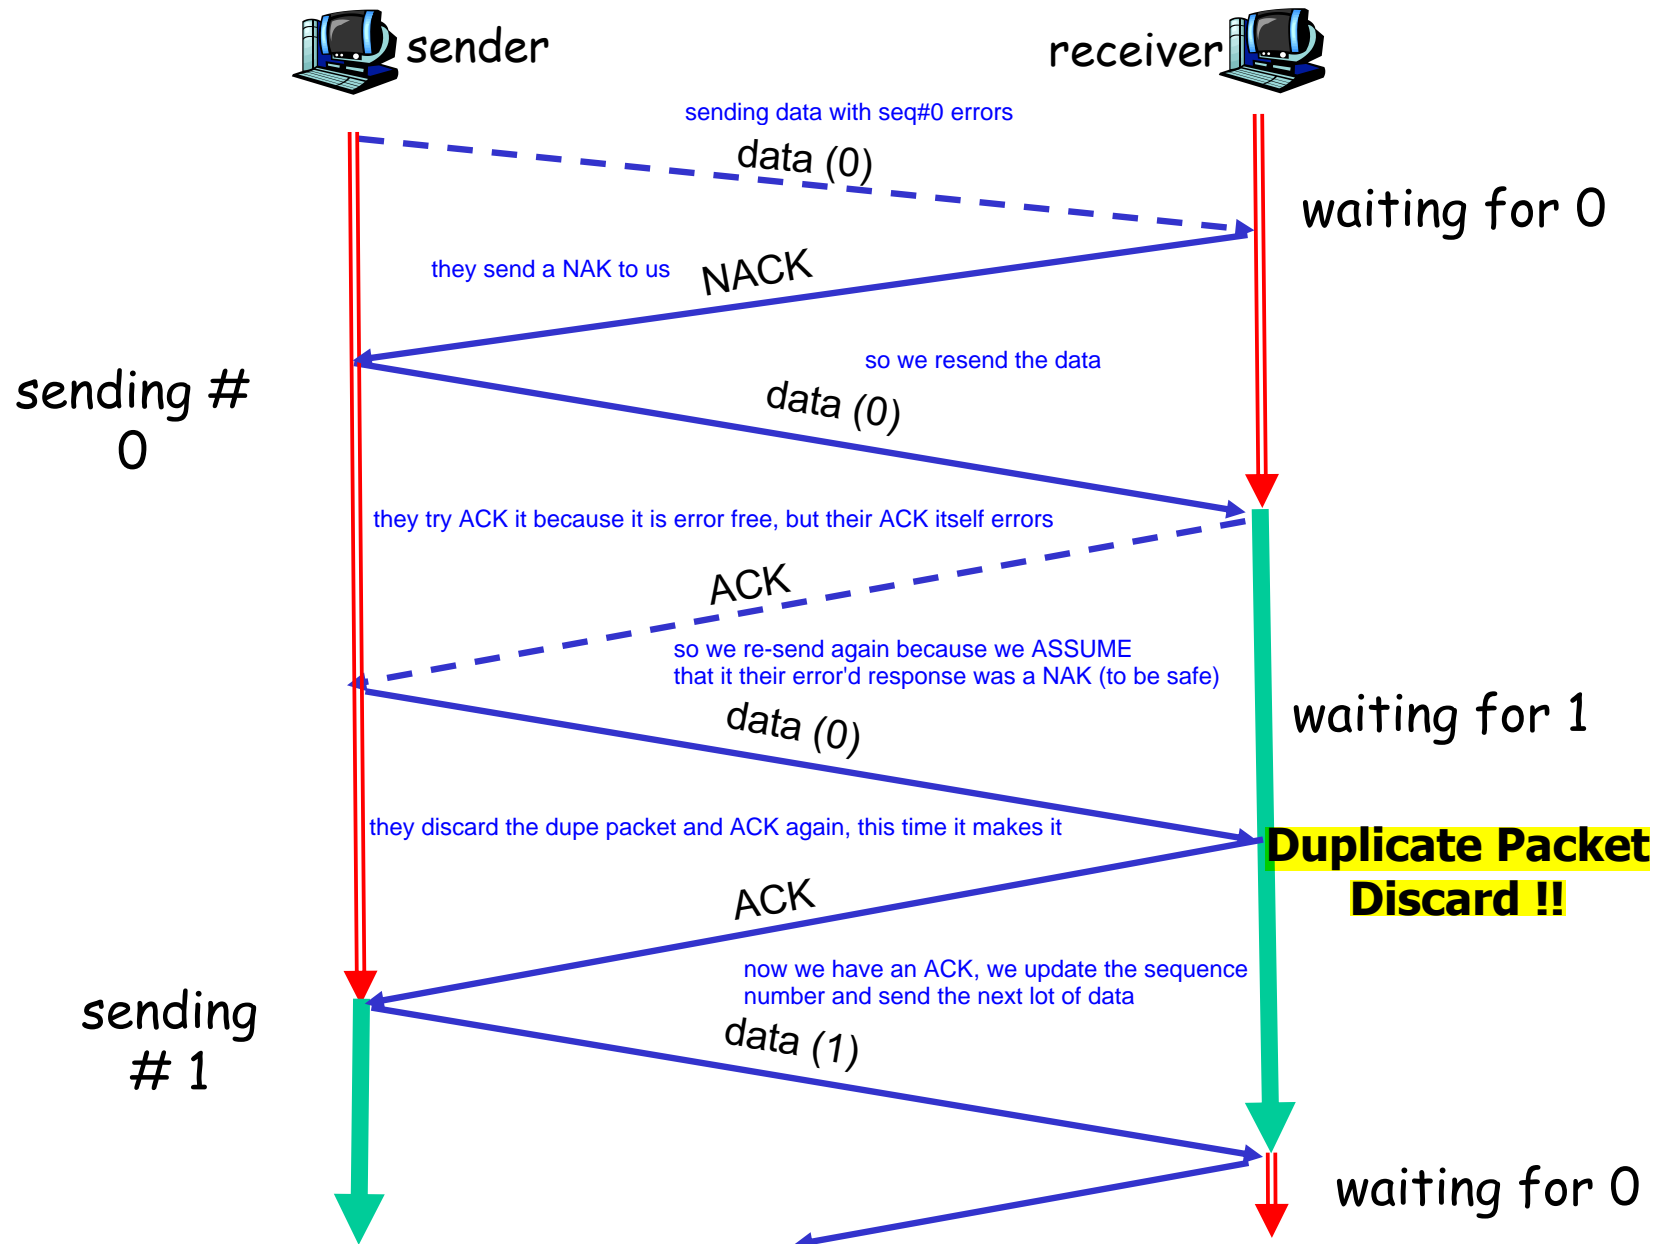 sender
receiver
sending data with seq#0 errors
data (0)
waiting for 0
they send a NAK to us
NACK
so we resend the data
sending #
0
data (0)
they try ACK it because it is error free, but their ACK itself errors
ACK
so we re-send again because we ASSUME
that it their error'd response was a NAK (to be safe)
waiting for 1
data (0)
they discard the dupe packet and ACK again, this time it makes it
Duplicate Packet
Discard !!
ACK
now we have an ACK, we update the sequence
number and send the next lot of data
sending
# 1
data (1)
waiting for 0